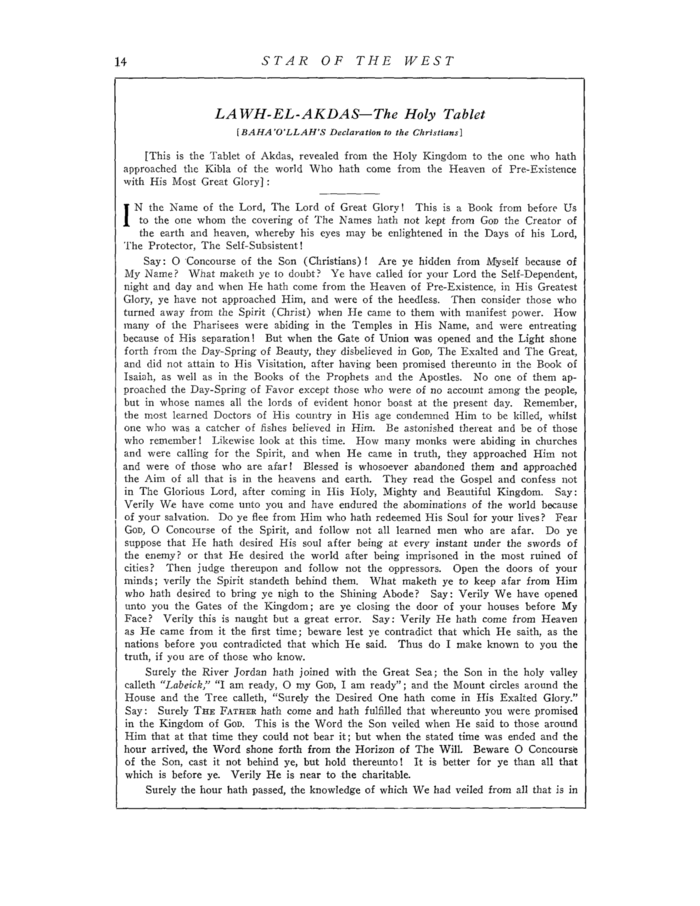 14
STAR OF THE WEST
LAWH-EL-AKDAS—The Holy Tablet
[BAHA'O'LLAH'S Declaration to the Christians]
[This is the Tablet of Akdas, revealed from the Holy Kingdom to the one who hath
approached the Kibla of the world Who hath come from the Heaven of Pre-Existence
with His Most Great Glory]:
IN the Name of the Lord, The Lord of Great Glory! This is a Book from before Us
to the one whom the covering of The Names hath not kept from GOD the Creator of
the earth and heaven, whereby his eyes may be enlightened in the Days of his Lord,
The Protector, The Self-Subsistent!
Say: O Concourse of the Son (Christians)! Are ye hidden from Myself because of
My Name? What maketh ye to doubt? Ye have called for your Lord the Self-Dependent,
night and day and when He hath come from the Heaven of Pre-Existence, in His Greatest
Glory, ye have not approached Him, and were of the heedless. Then consider those who
turned away from the Spirit (Christ) when He came to them with manifest power. How
many of the Pharisees were abiding in the Temples in His Name, and were entreating
because of His separation! But when the Gate of Union was opened and the Light shone
forth from the Day-Spring of Beauty, they disbelieved in GOD, The Exalted and The Great,
and did not attain to His Visitation, after having been promised thereunto in the Book of
Isaiah, as well as in the Books of the Prophets and the Apostles. No one of them ap-
proached the Day-Spring of Favor except those who were of no account among the people,
but in whose names all the lords of evident honor boast at the present day. Remember,
the most learned Doctors of His country in His age condemned Him to be killed, whilst
one who was a catcher of fishes believed in Him. Be astonished thereat and be of those
who remember! Likewise look at this time. How many monks were abiding in churches
and were calling for the Spirit, and when He came in truth, they approached Him not
and were of those who are afar! Blessed is whosoever abandoned them and approached
the Aim of all that is in the heavens and earth. They read the Gospel and confess not
in The Glorious Lord, after coming in His Holy, Mighty and Beautiful Kingdom. Say:
Verily We have come unto you and have endured the abominations of the world because
of your salvation. Do ye flee from Him who hath redeemed His Soul for your lives? Fear
GOD, O Concourse of the Spirit, and follow not all learned men who are afar. Do ye
suppose that He hath desired His soul after being at every instant under the swords of
the enemy? or that He desired the world after being imprisoned in the most ruined of
cities? Then judge thereupon and follow not the oppressors. Open the doors of your
minds; verily the Spirit standeth behind them. What maketh ye to keep afar from Him
who hath desired to bring ye nigh to the Shining Abode? Say: Verily We have opened
unto you the Gates of the Kingdom; are ye closing the door of your houses before My
Face? Verily this is naught but a great error. Say: Verily He hath come from Heaven
as He came from it the first time; beware lest ye contradict that which He saith, as the
nations before you contradicted that which He said. Thus do I make known to you the
truth, if you are of those who know.
Surely the River Jordan hath joined with the Great Sea; the Son in the holy valley
calleth "Labeick," "I am ready, O my GOD, I am ready"; and the Mount circles around the
House and the Tree calleth, "Surely the Desired One hath come in His Exalted Glory."
Say: Surely THE FATHER hath come and hath fulfilled that whereunto you were promised
in the Kingdom of GOD. This is the Word the Son veiled when He said to those around
Him that at that time they could not bear it; but when the stated time was ended and the
hour arrived, the Word shone forth from the Horizon of The Will. Beware O Concourse
of the Son, cast it not behind ye, but hold thereunto! It is better for ye than all that
which is before ye. Verily He is near to the charitable.
Surely the hour hath passed, the knowledge of which We had veiled from all that is in